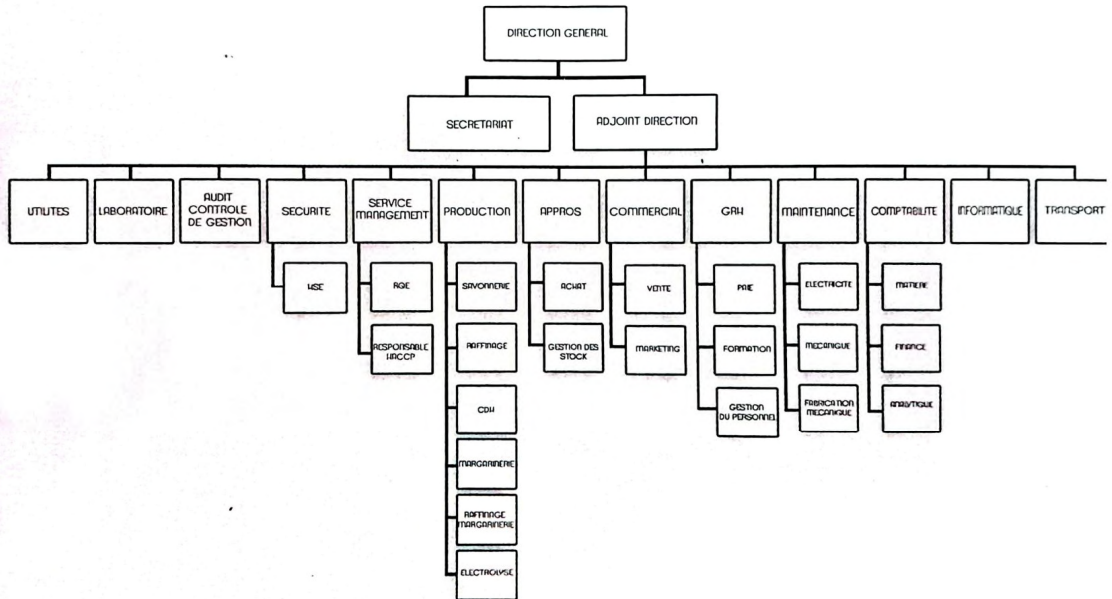 DIRECTION GENERAL
SECRETARIAT
ADJOINT DIRECTION
UTILITES
LABORATOIRE
AUDIT
CONTROLE
DE GESTION
SECURITE
SERVICE
MANAGEMENT
PRODUCTION
APPROS
COMMERCIAL
GRH
MAINTENANCE
COMPTABILITE
INFORMATIQUE
TRANSPORT
HSE
RQE
RESPONSABLE
HACCP
SAVONNERIE
RAFFINAGE
CDH
MARGARINERIE
RAFFINAGE
MARGARINERIE
ELECTROLYSE
ACHAT
GESTION DES
STOCK
VENTE
MARKETING
PAIE
FORMATION
GESTION
DU PERSONNEL
ELECTRICITE
MECANIQUE
FABRICATION
MECANIQUE
MATIERE
FINANCE
ANALYTIQUE